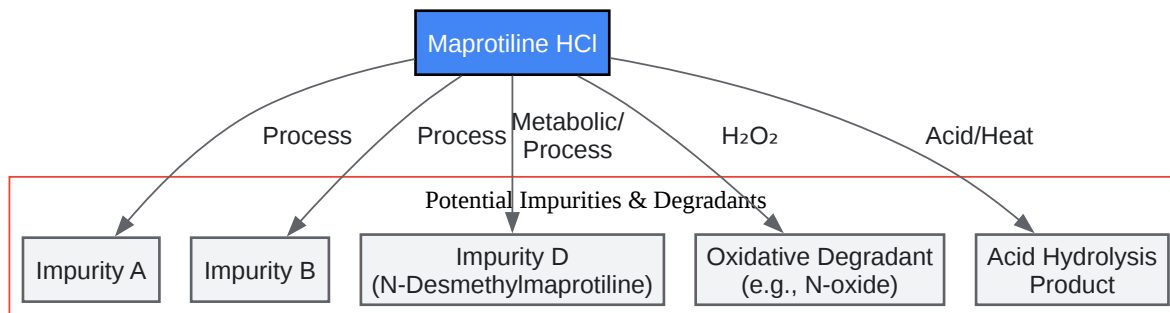 Maprotiline HCl
Process
Process
Metabolic/
Process
H₂O₂
Acid/Heat
Potential Impurities & Degradants
Impurity A
Impurity B
Impurity D
(N-Desmethylmaprotiline)
Oxidative Degradant
(e.g., N-oxide)
Acid Hydrolysis
Product